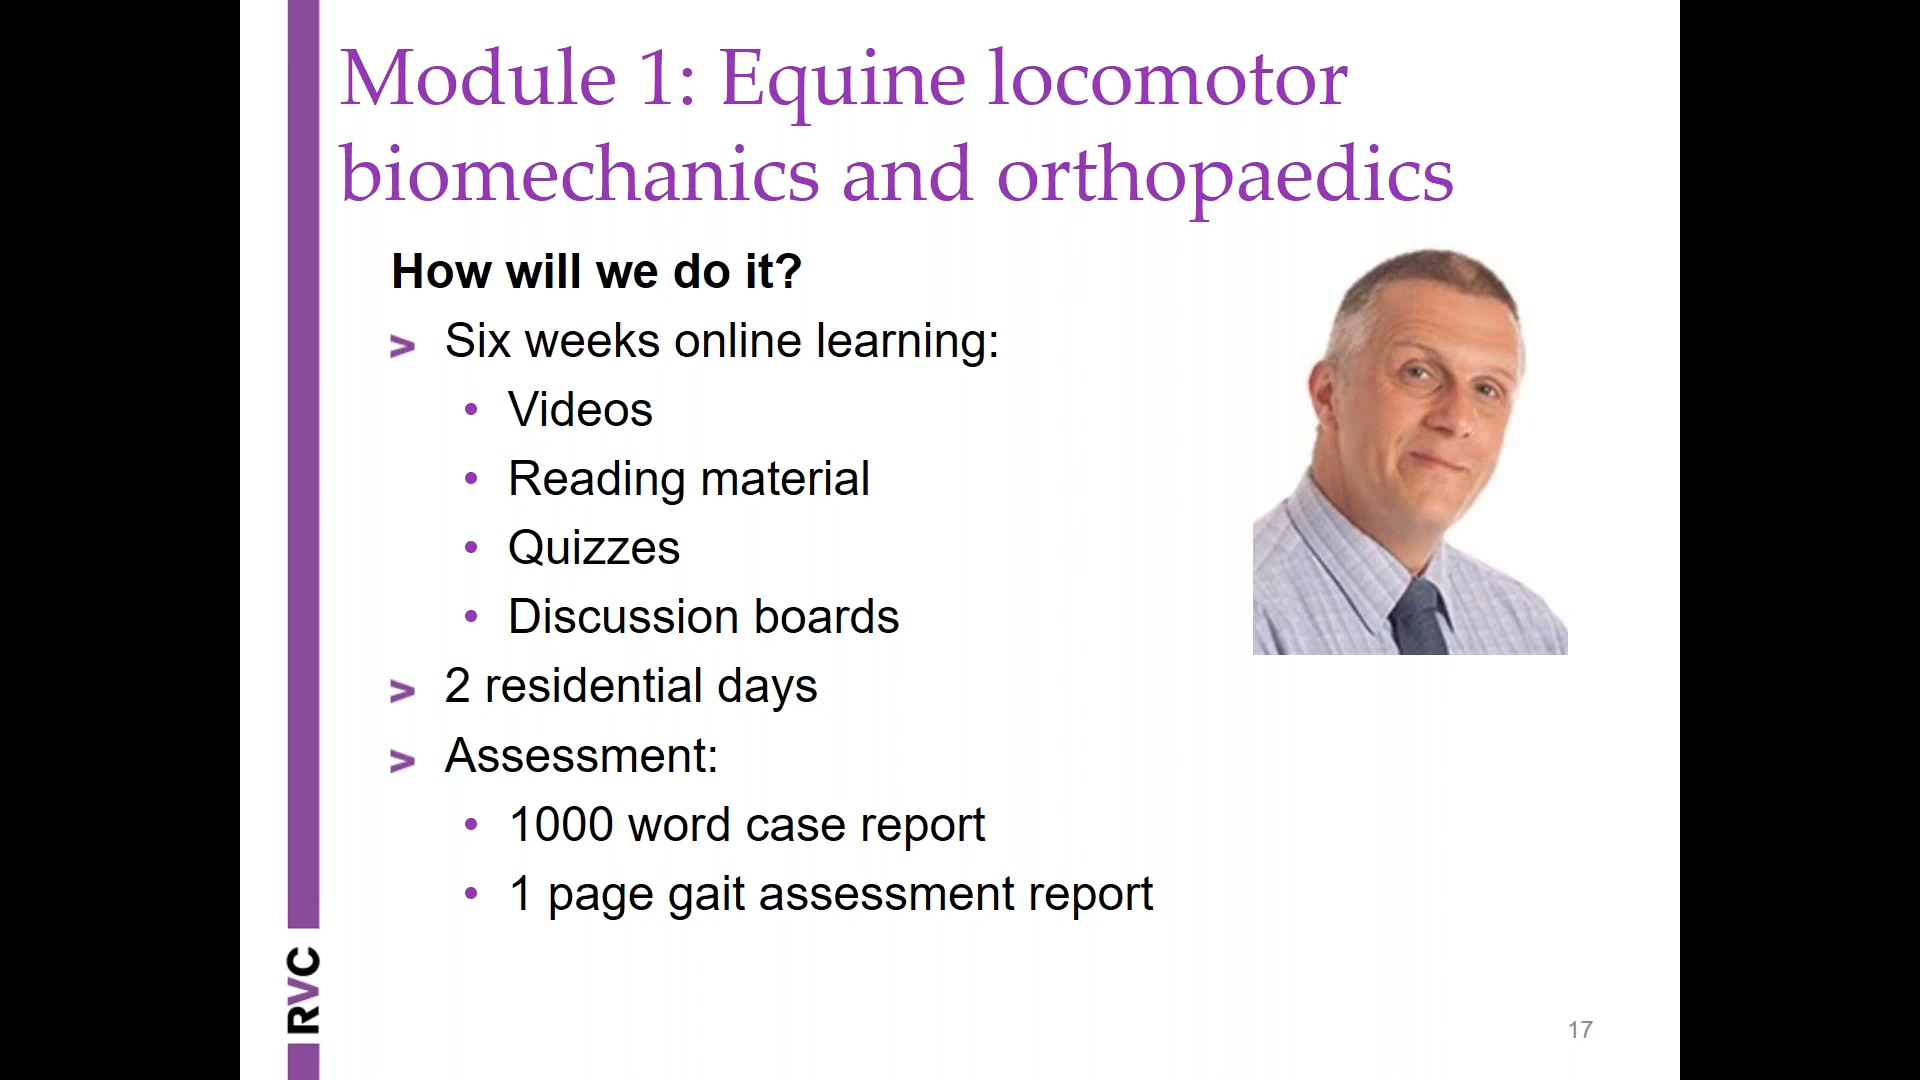 Module 1: Equine locomotor
biomechanics and orthopaedics
How will we do it?
> Six weeks online learning:
• Videos
• Reading material
• Quizzes
• Discussion boards
> 2 residential days
> Assessment:
• 1000 word case report
• 1 page gait assessment report
RVC
17